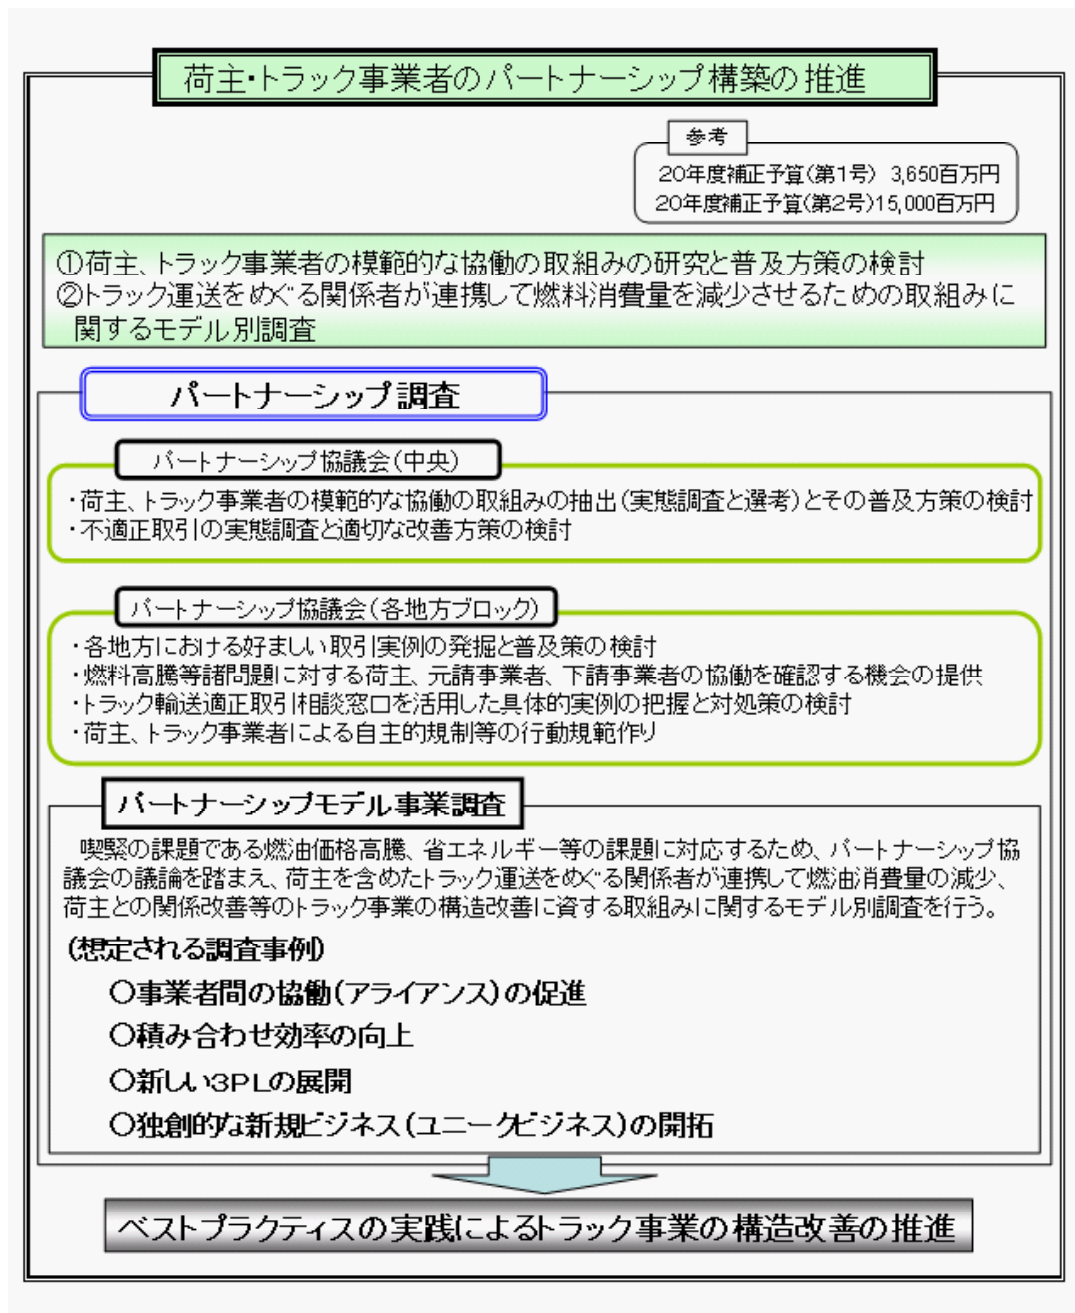 荷主・トラック事業者のパートナーシップ構築の推進
参考
20年度補正予算(第1号) 3,650百万円
20年度補正予算(第2号)15,000百万円
①荷主、トラック事業者の模範的な協働の取組みの研究と普及方策の検討
②トラック運送をめぐる関係者が連携して燃料消費量を減少させるための取組みに
関するモデル別調査
パートナーシップ調査
パートナーシップ協議会(中央)
・荷主、トラック事業者の模範的な協働の取組みの抽出(実態調査と選考)とその普及方策の検討
・不適正取引の実態調査と適切な改善方策の検討
パートナーシップ協議会(各地方ブロック)
・各地方における好ましい取引実例の発掘と普及策の検討
・燃料高騰等諸問題に対する荷主、元請事業者、下請事業者の協働を確認する機会の提供
・トラック輸送適正取引相談窓口を活用した具体的実例の把握と対処策の検討
・荷主、トラック事業者による自主的規制等の行動規範作り
パートナーシップモデル事業調査
喫緊の課題である燃油価格高騰、省エネルギー等の課題に対応するため、パートナーシップ協
議会の議論を踏まえ、荷主を含めたトラック運送をめぐる関係者が連携して燃油消費量の減少、
荷主との関係改善等のトラック事業の構造改善に資する取組みに関するモデル別調査を行う。
(想定される調査事例)
○事業者間の協働(アライアンス)の促進
○積み合わせ効率の向上
○新しい3PLの展開
○独創的な新規ビジネス(ユニークビジネス)の開拓
ベストプラクティスの実践によるトラック事業の構造改善の推進